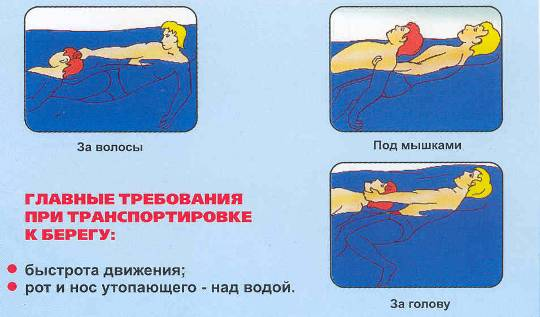 За волосы
Под мышками
ГЛАВНЫЕ ТРЕБОВАНИЯ
ПРИ ТРАНСПОРТИРОВКЕ
К БЕРЕГУ:
быстрота движения;
рот и нос утопающего - над водой.
За голову